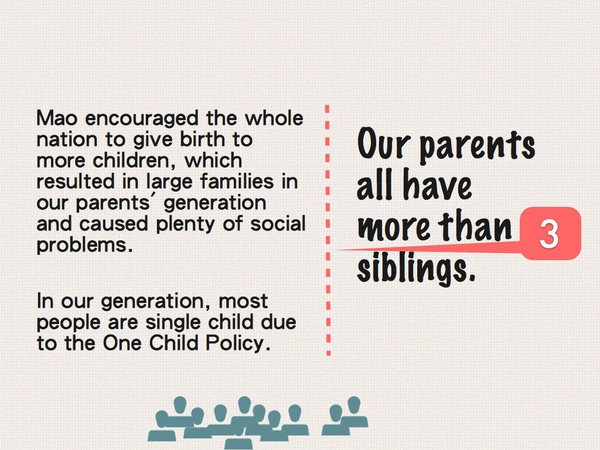 Mao encouraged the whole
nation to give birth to
more children, which
resulted in large families in
our parents´ generation
and caused plenty of social
problems.
In our generation, most
people are single child due
to the One Child Policy.
Our parents
all have
more than 3
siblings.